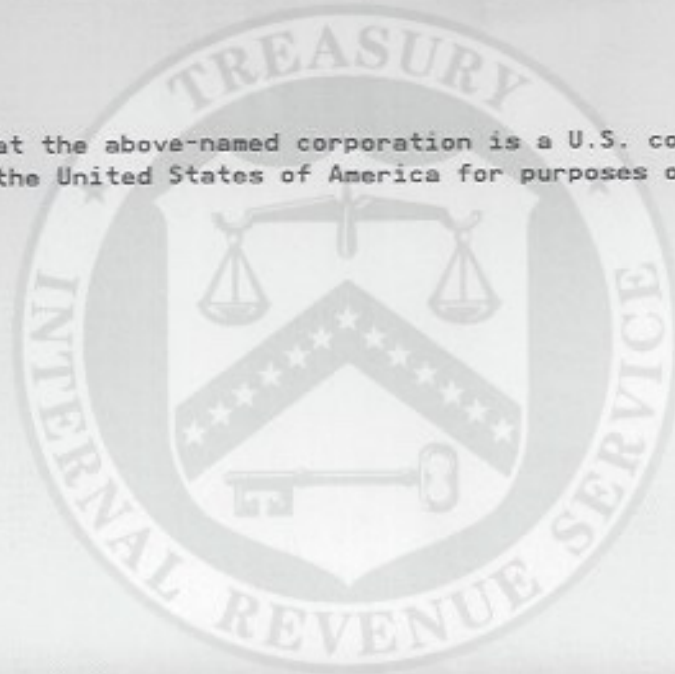 TREASURY
at the above-named corporation is a U.S. co
the United States of America for purposes o
INTERNAL REVENUE SERVICE